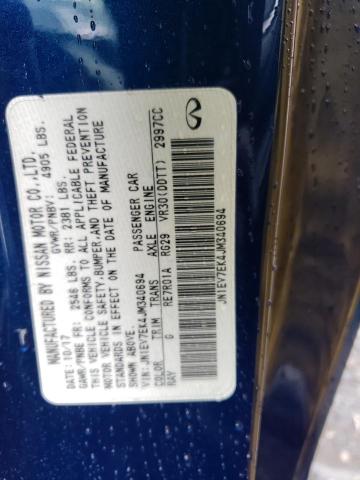 MANUFACTURED BY NISSAN MOTOR CO.,LTD.
DATE: 10/17 GVWR/PNBV: 4905 LBS.
GAWR/PNBE FR: 2546 LBS. RR: 2381 LBS.
THIS VEHICLE CONFORMS TO ALL APPLICABLE FEDERAL
MOTOR VEHICLE SAFETY,BUMPER,AND THEFT PREVENTION
STANDARDS IN EFFECT ON THE DATE OF MANUFACTURE
SHOWN ABOVE.
VIN:JN1EV7EK4JM340694 PASSENGER CAR
COLOR TRIM TRANS AXLE ENGINE
RAY G RE7R01A RG29 VR30(DDTT) 2997CC
JN1EV7EK4JM340694